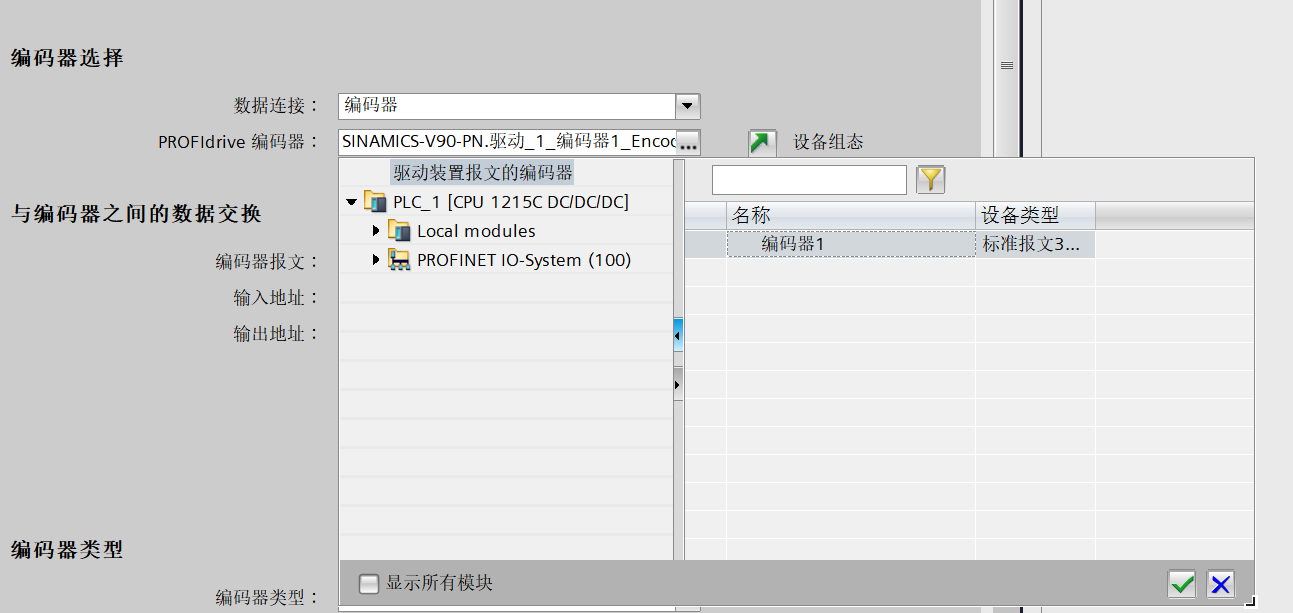 编码器选择
数据连接：
编码器
PROFIdrive 编码器：
SINAMICS-V90-PN.驱动_1_编码器1_Enco
...
设备组态
驱动装置报文的编码器
PLC_1 [CPU 1215C DC/DC/DC]
Local modules
PROFINET IO-System (100)
名称
设备类型
编码器1
标准报文3...
与编码器之间的数据交换
编码器报文：
输入地址：
输出地址：
编码器类型
编码器类型：
显示所有模块